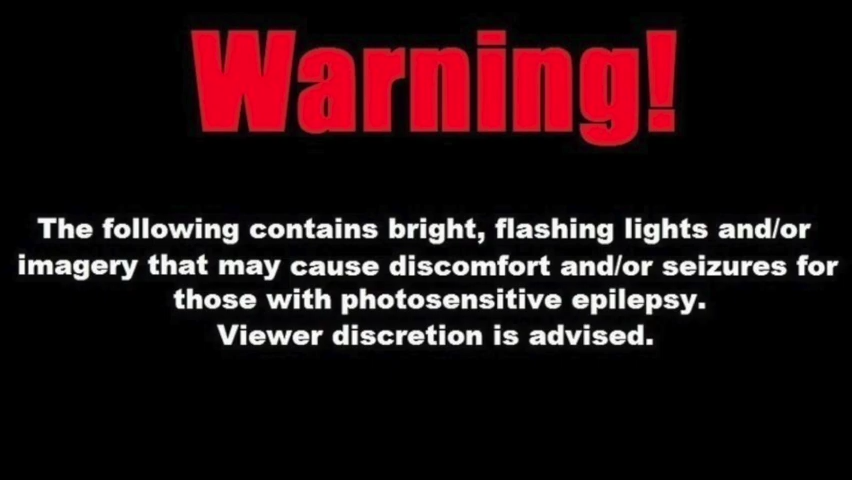 Warning!
The following contains bright, flashing lights and/or
imagery that may cause discomfort and/or seizures for
those with photosensitive epilepsy.
Viewer discretion is advised.